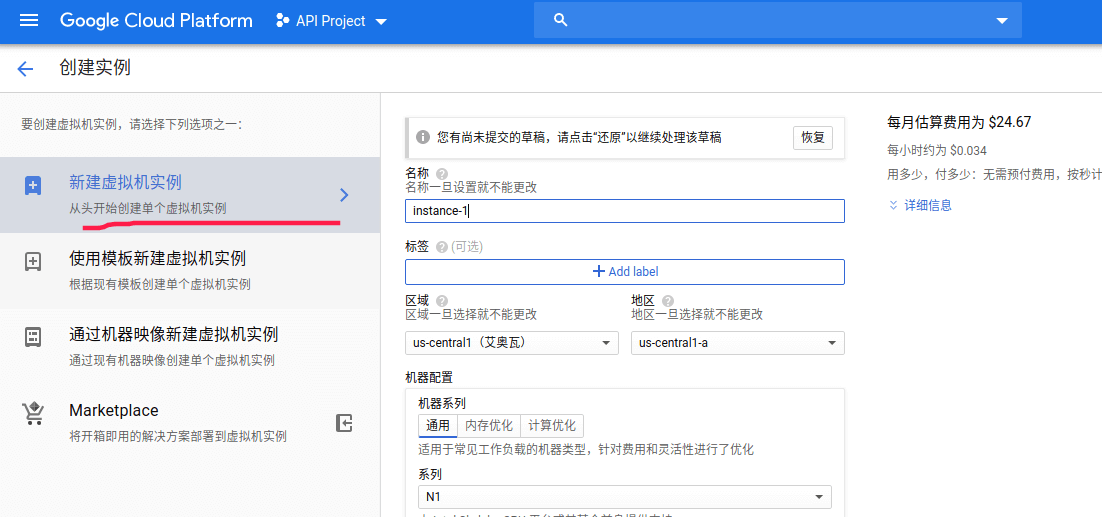 Google Cloud Platform
API Project
创建实例
要创建虚拟机实例，请选择下列选项之一：
新建虚拟机实例
从头开始创建单个虚拟机实例
使用模板新建虚拟机实例
根据现有模板创建单个虚拟机实例
通过机器映像新建虚拟机实例
通过现有机器映像创建单个虚拟机实例
Marketplace
将开箱即用的解决方案部署到虚拟机实例
您有尚未提交的草稿，请点击“还原”以继续处理该草稿
恢复
名称
名称一旦设置就不能更改
instance-1
标签 (可选)
Add label
区域
区域一旦选择就不能更改
us-central1（艾奥瓦）
地区
地区一旦选择就不能更改
us-central1-a
机器配置
机器系列
通用 内存优化 计算优化
适用于常见工作负载的机器类型，针对费用和灵活性进行了优化
系列
N1
每月估算费用为 $24.67
每小时约为 $0.034
用多少，付多少：无需预付费用，按秒计
详细信息